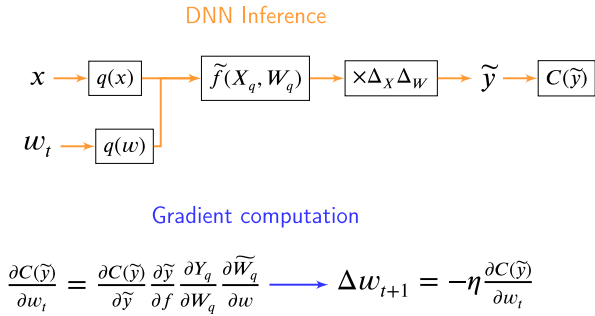 DNN Inference
x → q(x) → f̃(X_q, W_q) → ×Δ_X Δ_W → ỹ → C(ỹ)
w_t → q(w)
Gradient computation
∂C(ỹ)/∂w_t = ∂C(ỹ)/∂ỹ ∂ỹ/∂f ∂Y_q/∂W_q ∂W̃_q/∂w → Δw_{t+1} = −η ∂C(ỹ)/∂w_t